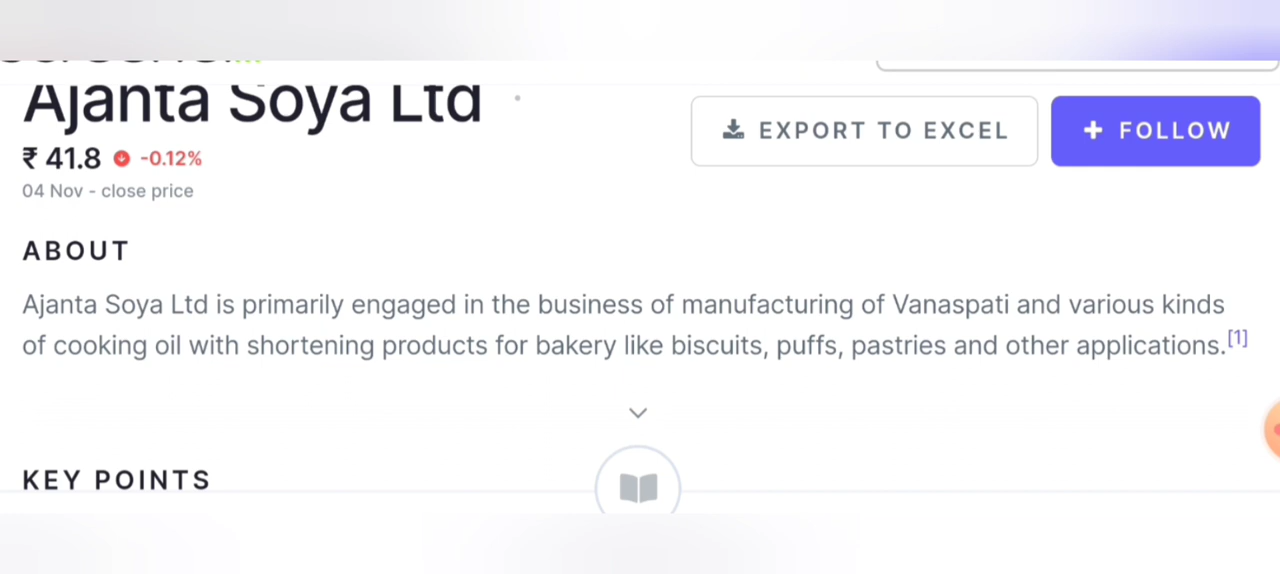 Ajanta Soya Ltd
EXPORT TO EXCEL
FOLLOW
₹ 41.8 -0.12%
04 Nov - close price
ABOUT
Ajanta Soya Ltd is primarily engaged in the business of manufacturing of Vanaspati and various kinds
of cooking oil with shortening products for bakery like biscuits, puffs, pastries and other applications.[1]
KEY POINTS